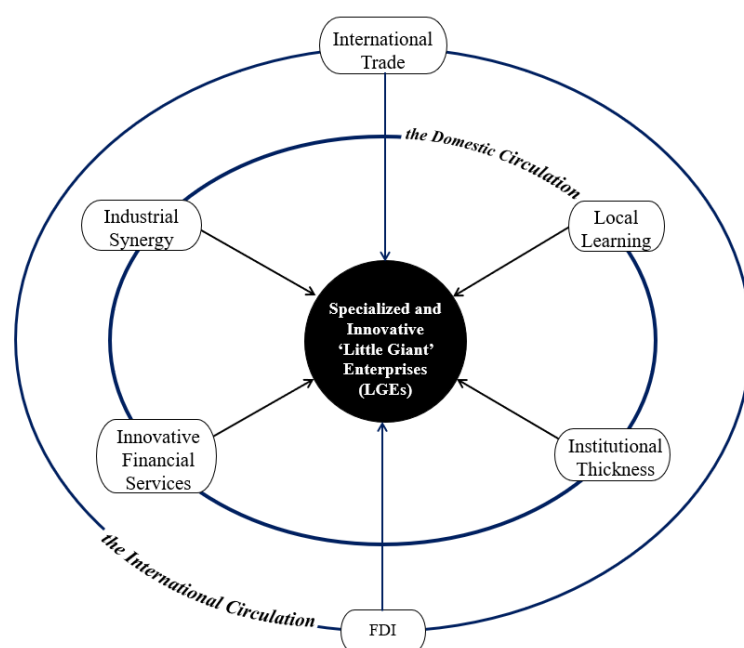 International
Trade
the Domestic Circulation
Industrial
Synergy
Local
Learning
Specialized and
Innovative
‘Little Giant’
Enterprises
(LGEs)
Innovative
Financial
Services
Institutional
Thickness
the International Circulation
FDI